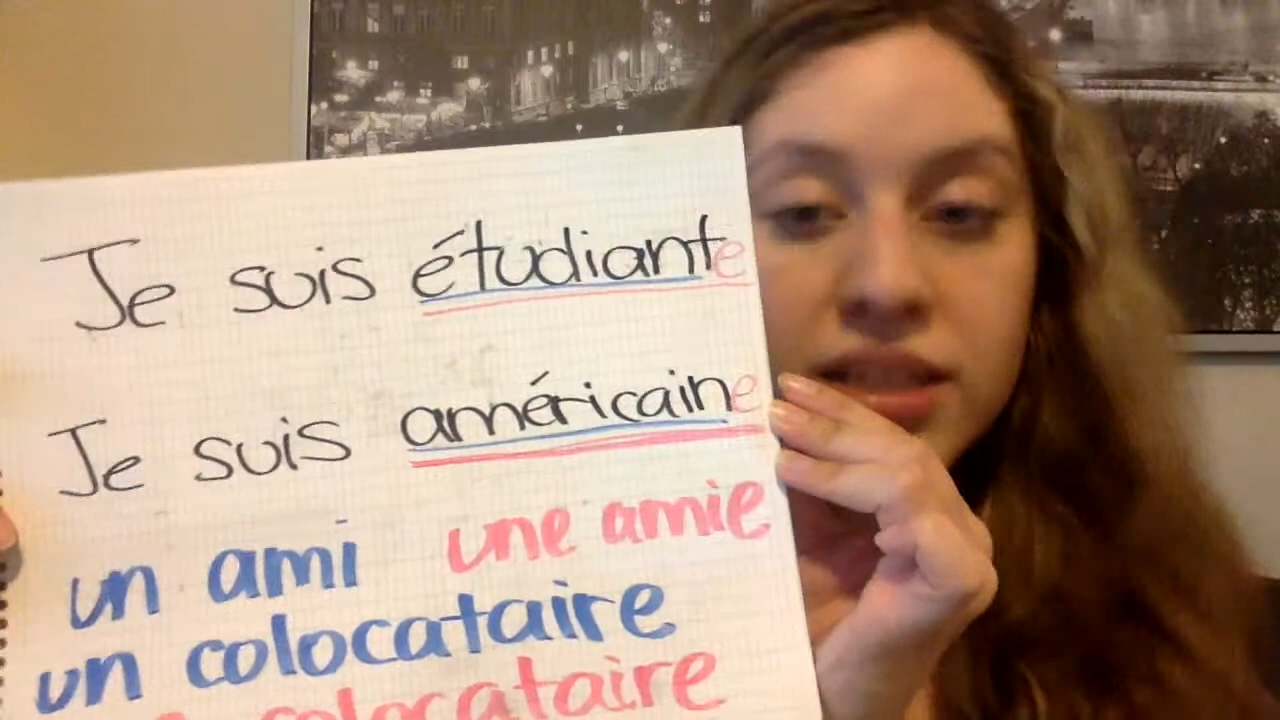 Je suis étudiante
Je suis américaine
un ami une amie
un colocataire
colocataire